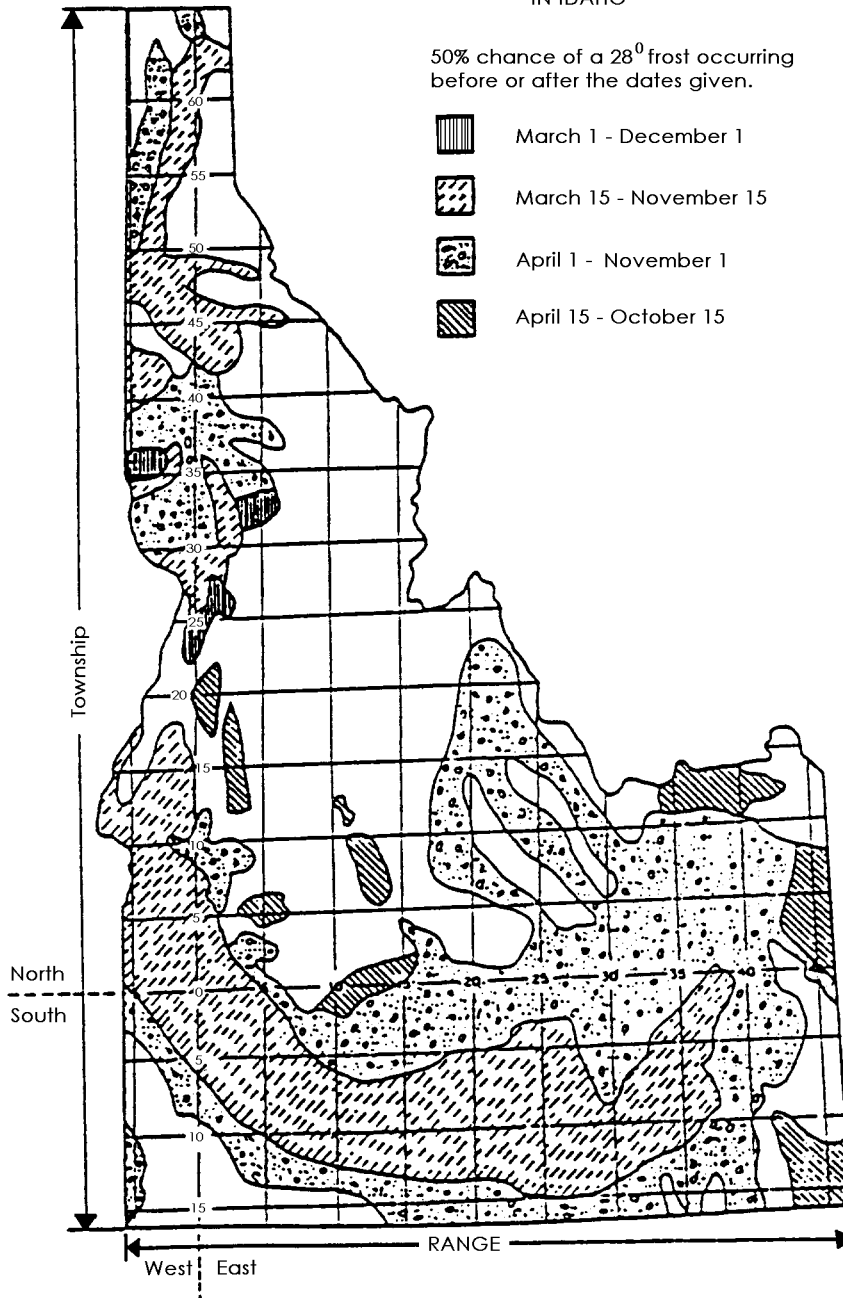 IN IDAHO
50% chance of a 28⁰ frost occurring
before or after the dates given.
March 1 - December 1
March 15 - November 15
April 1 - November 1
April 15 - October 15
60
55
50
45
40
35
30
25
20
15
10
5
0
5
10
15
20
25
30
35
40
Township
North
South
RANGE
West
East